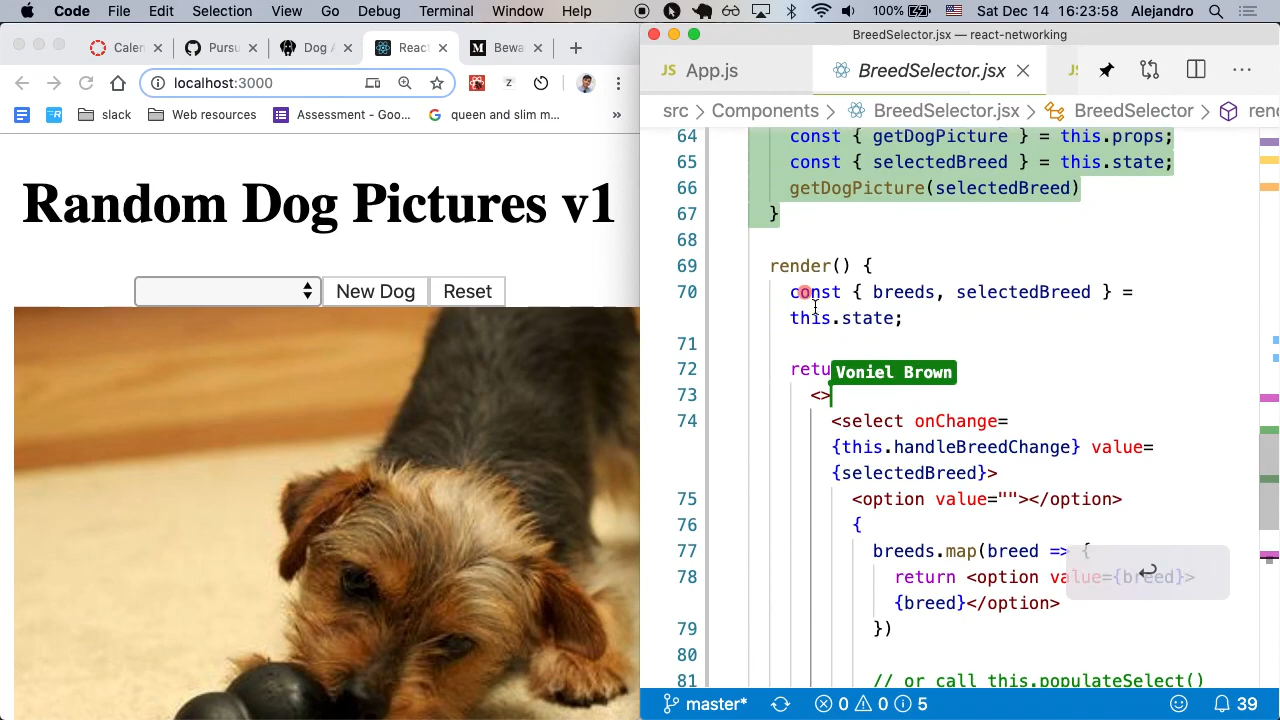 Code File Edit Selection View Go Debug Terminal Window Help 100% Sat Dec 14 16:23:58 Alejandro
Calen Pursu Dog A React Bewa
localhost:3000
slack Web resources Assessment - Goo... queen and slim m... »
Random Dog Pictures v1
New Dog Reset
BreedSelector.jsx — react-networking
JS App.js BreedSelector.jsx
src > Components > BreedSelector.jsx > BreedSelector > ren
64 const { getDogPicture } = this.props;
65 const { selectedBreed } = this.state;
66 getDogPicture(selectedBreed)
67 }
68
69 render() {
70 const { breeds, selectedBreed } =
this.state;
71
72 retu Voniel Brown
73 <>
74 <select onChange=
{this.handleBreedChange} value=
{selectedBreed}>
75 <option value=""></option>
76 {
77 breeds.map(breed => {
78 return <option value={breed}>
{breed}</option>
79 })
80
81 // or call this.populateSelect()
master* 0 0 5 39